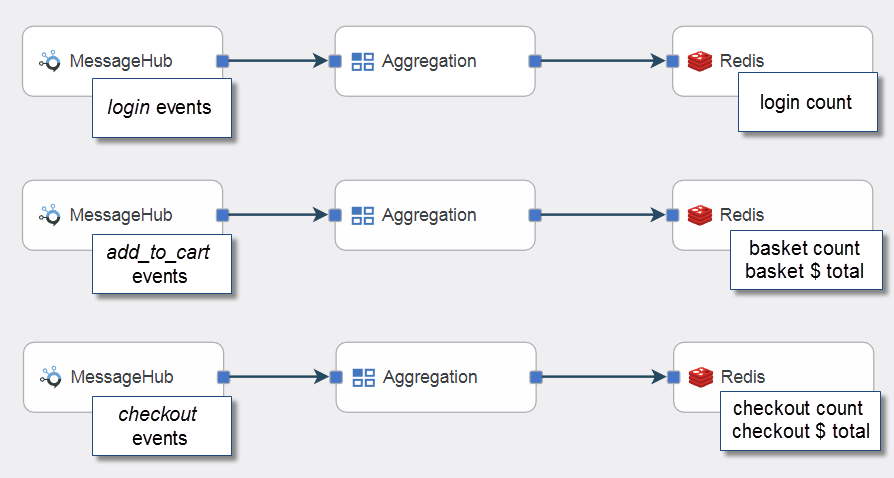 MessageHub
Aggregation
Redis
login events
login count
MessageHub
Aggregation
Redis
add_to_cart
events
basket count
basket $ total
MessageHub
Aggregation
Redis
checkout
events
checkout count
checkout $ total